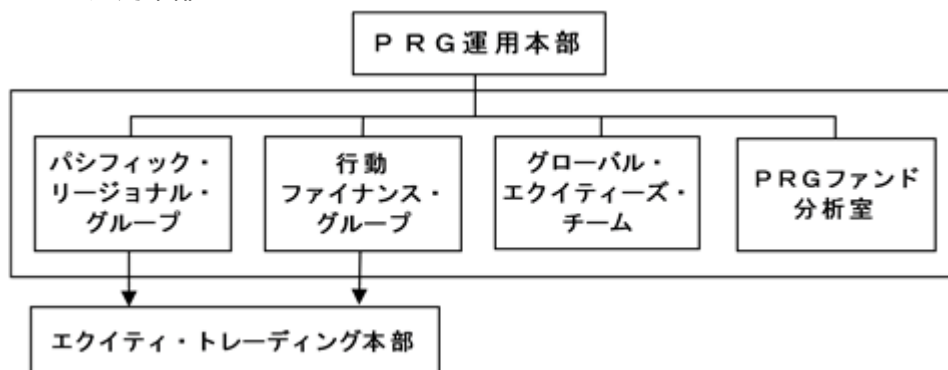 PRG運用本部
パシフィック・
リージョナル・
グループ
行動
ファイナンス・
グループ
グローバル・
エクイティーズ・
チーム
PRGファンド
分析室
エクイティ・トレーディング本部